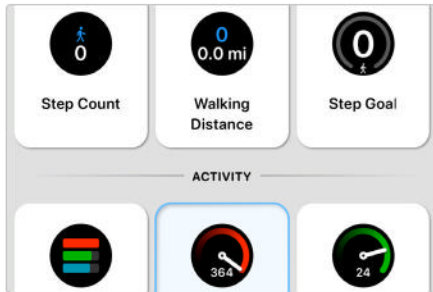 0
0
0.0 mi
0
Step Count
Walking
Distance
Step Goal
ACTIVITY
364
24